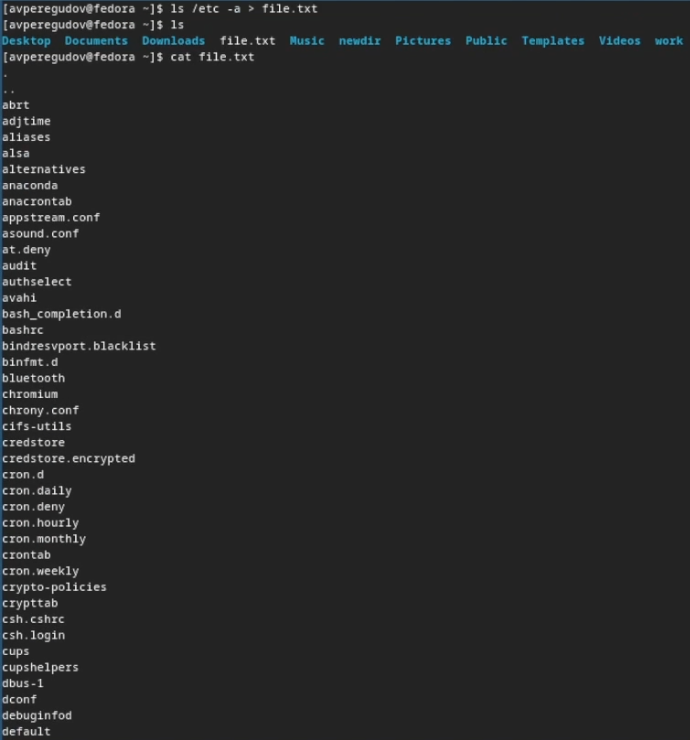 [avperegudov@fedora ~]$ ls /etc -a > file.txt
[avperegudov@fedora ~]$ ls
Desktop Documents Downloads file.txt Music newdir Pictures Public Templates Videos work
[avperegudov@fedora ~]$ cat file.txt
.
..
abrt
adjtime
aliases
alsa
alternatives
anaconda
anacrontab
appstream.conf
asound.conf
at.deny
audit
authselect
avahi
bash_completion.d
bashrc
bindresvport.blacklist
binfmt.d
bluetooth
chromium
chrony.conf
cifs-utils
credstore
credstore.encrypted
cron.d
cron.daily
cron.deny
cron.hourly
cron.monthly
crontab
cron.weekly
crypto-policies
crypttab
csh.cshrc
csh.login
cups
cupshelpers
dbus-1
dconf
debuginfod
default